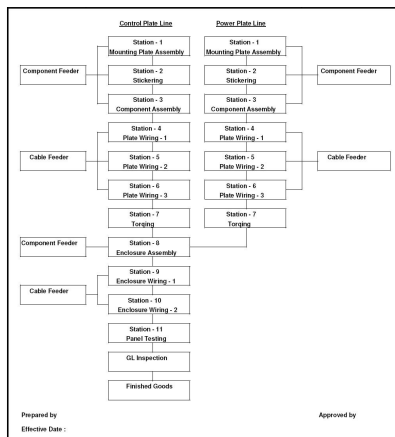 Control Plate Line
Power Plate Line
Station - 1
Mounting Plate Assembly
Station - 1
Mounting Plate Assembly
Component Feeder
Station - 2
Stickering
Station - 2
Stickering
Component Feeder
Station - 3
Component Assembly
Station - 3
Component Assembly
Station - 4
Plate Wiring - 1
Station - 4
Plate Wiring - 1
Cable Feeder
Station - 5
Plate Wiring - 2
Station - 5
Plate Wiring - 2
Cable Feeder
Station - 6
Plate Wiring - 3
Station - 6
Plate Wiring - 3
Station - 7
Torqing
Station - 7
Torqing
Component Feeder
Station - 8
Enclosure Assembly
Station - 9
Enclosure Wiring - 1
Cable Feeder
Station - 10
Enclosure Wiring - 2
Station - 11
Panel Testing
GL Inspection
Finished Goods
Prepared by
Approved by
Effective Date :